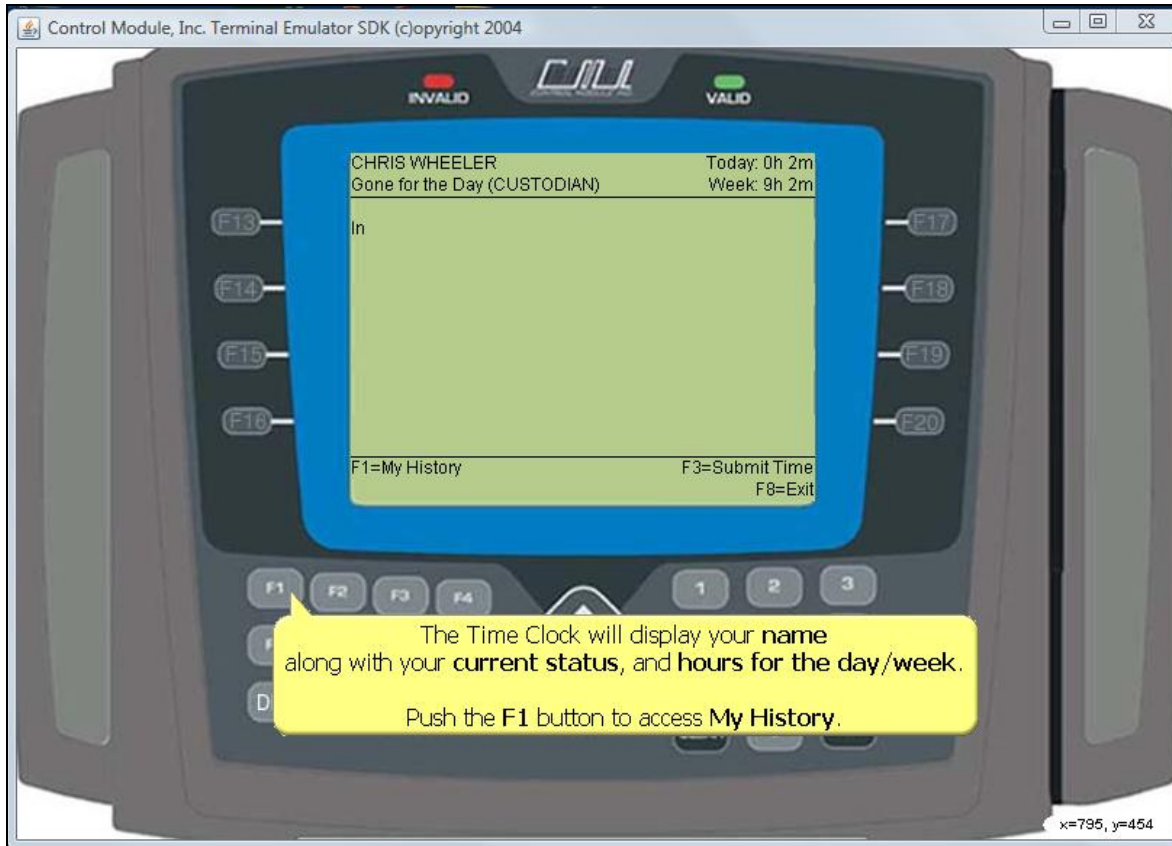 Control Module, Inc. Terminal Emulator SDK (c)opyright 2004
CMI
INVALID
VALID
CHRIS WHEELER Today: 0h 2m
Gone for the Day (CUSTODIAN) Week: 9h 2m
In
F13 F17
F14 F18
F15 F19
F16 F20
F1=My History F3=Submit Time
F8=Exit
F1 F2 F3 F4 1 2 3
The Time Clock will display your name
along with your current status, and hours for the day/week.
Push the F1 button to access My History.
x=795, y=454